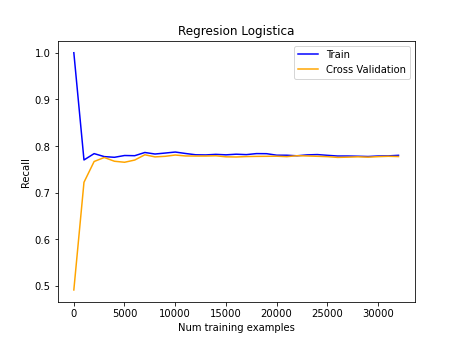 Regresion Logistica
Train
Cross Validation
Recall
1.0
0.9
0.8
0.7
0.6
0.5
0 5000 10000 15000 20000 25000 30000
Num training examples